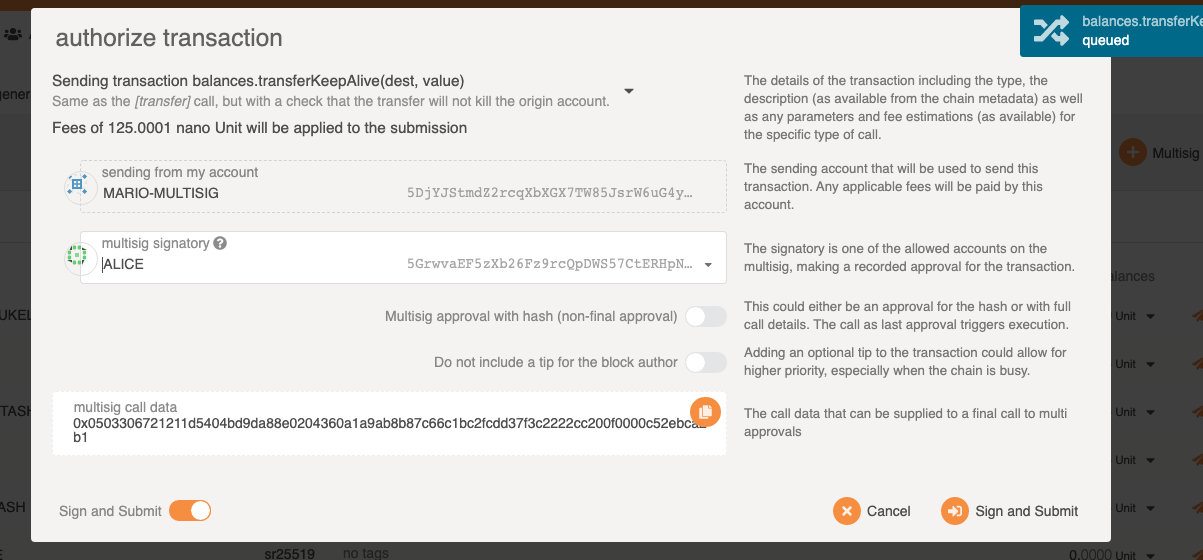 authorize transaction
balances.transferKe
queued
Sending transaction balances.transferKeepAlive(dest, value)
Same as the [transfer] call, but with a check that the transfer will not kill the origin account.
Fees of 125.0001 nano Unit will be applied to the submission
The details of the transaction including the type, the
description (as available from the chain metadata) as well
as any parameters and fee estimations (as available) for
the specific type of call.
gener
Multisig
sending from my account
MARIO-MULTISIG 5DjYJStmdZ2rcqXbXGX7TW85JsrW6uG4y…
The sending account that will be used to send this
transaction. Any applicable fees will be paid by this
account.
multisig signatory ?
ALICE 5GrwvaEF5zXb26Fz9rcQpDWS57CtERHpN…
The signatory is one of the allowed accounts on the
multisig, making a recorded approval for the transaction.
alances
UKEL
Multisig approval with hash (non-final approval)
This could either be an approval for the hash or with full
call details. The call as last approval triggers execution.
Unit
Do not include a tip for the block author
Adding an optional tip to the transaction could allow for
higher priority, especially when the chain is busy.
Unit
TASH
multisig call data
0x0503306721211d5404bd9da88e0204360a1a9ab8b87c66c1bc2fcdd37f3c2222cc200f0000c52ebca2
b1
The call data that can be supplied to a final call to multi
approvals
Unit
Unit
ASH
Sign and Submit
Cancel
Sign and Submit
Unit
E
sr25519
no tags
0.0000 Unit